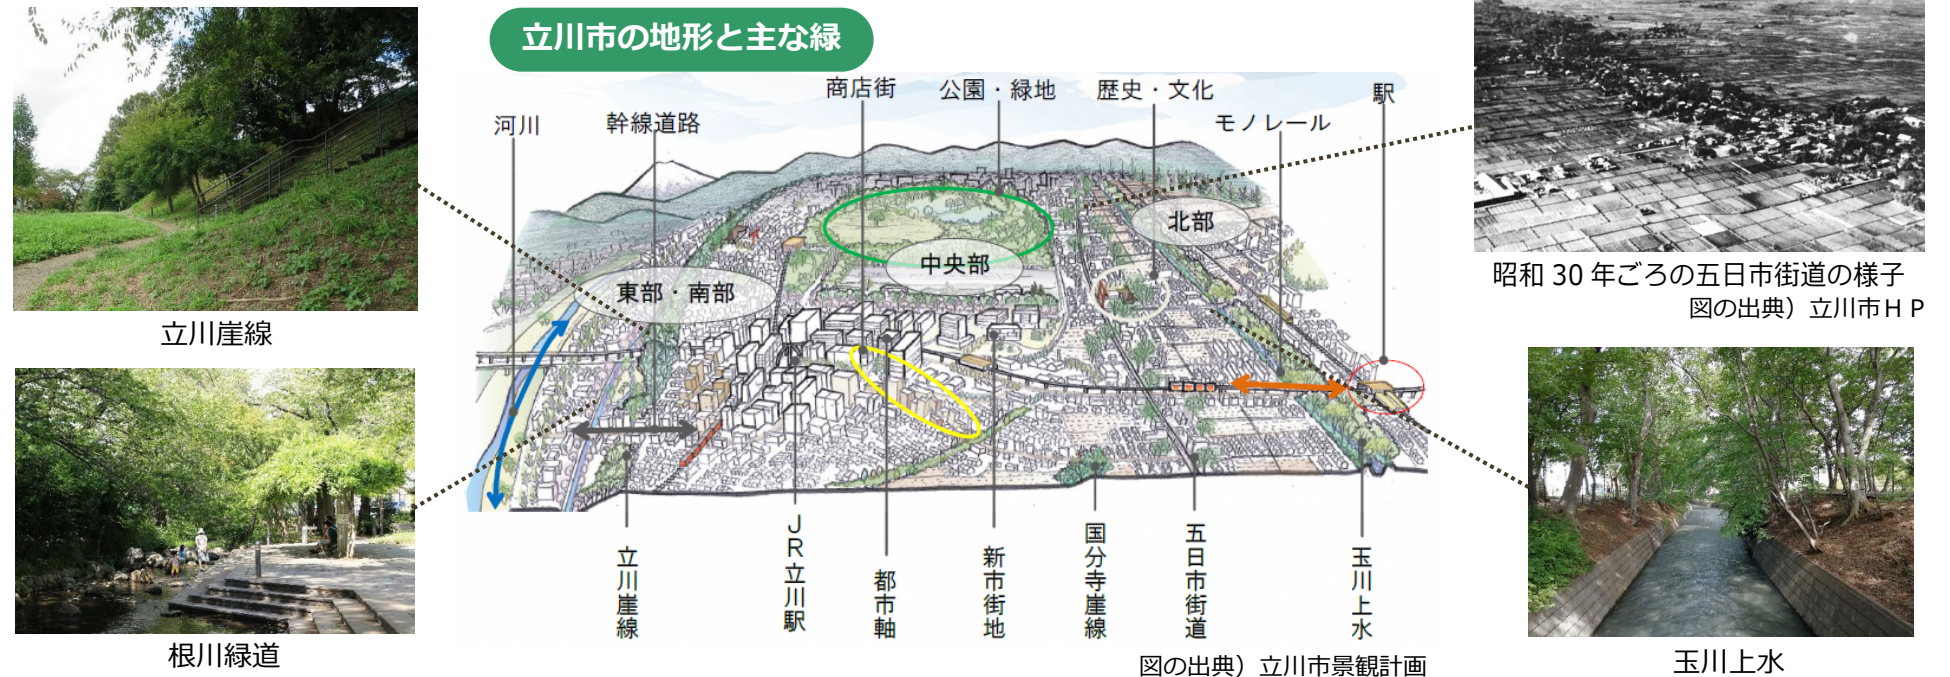 立川市の地形と主な緑
商店街
公園・緑地
歴史・文化
駅
河川
幹線道路
モノレール
北部
中央部
東部・南部
立川崖線
JR立川駅
都市軸
新市街地
国分寺崖線
五日市街道
玉川上水
図の出典）立川市景観計画
立川崖線
根川緑道
昭和 30 年ごろの五日市街道の様子
図の出典）立川市ＨＰ
玉川上水